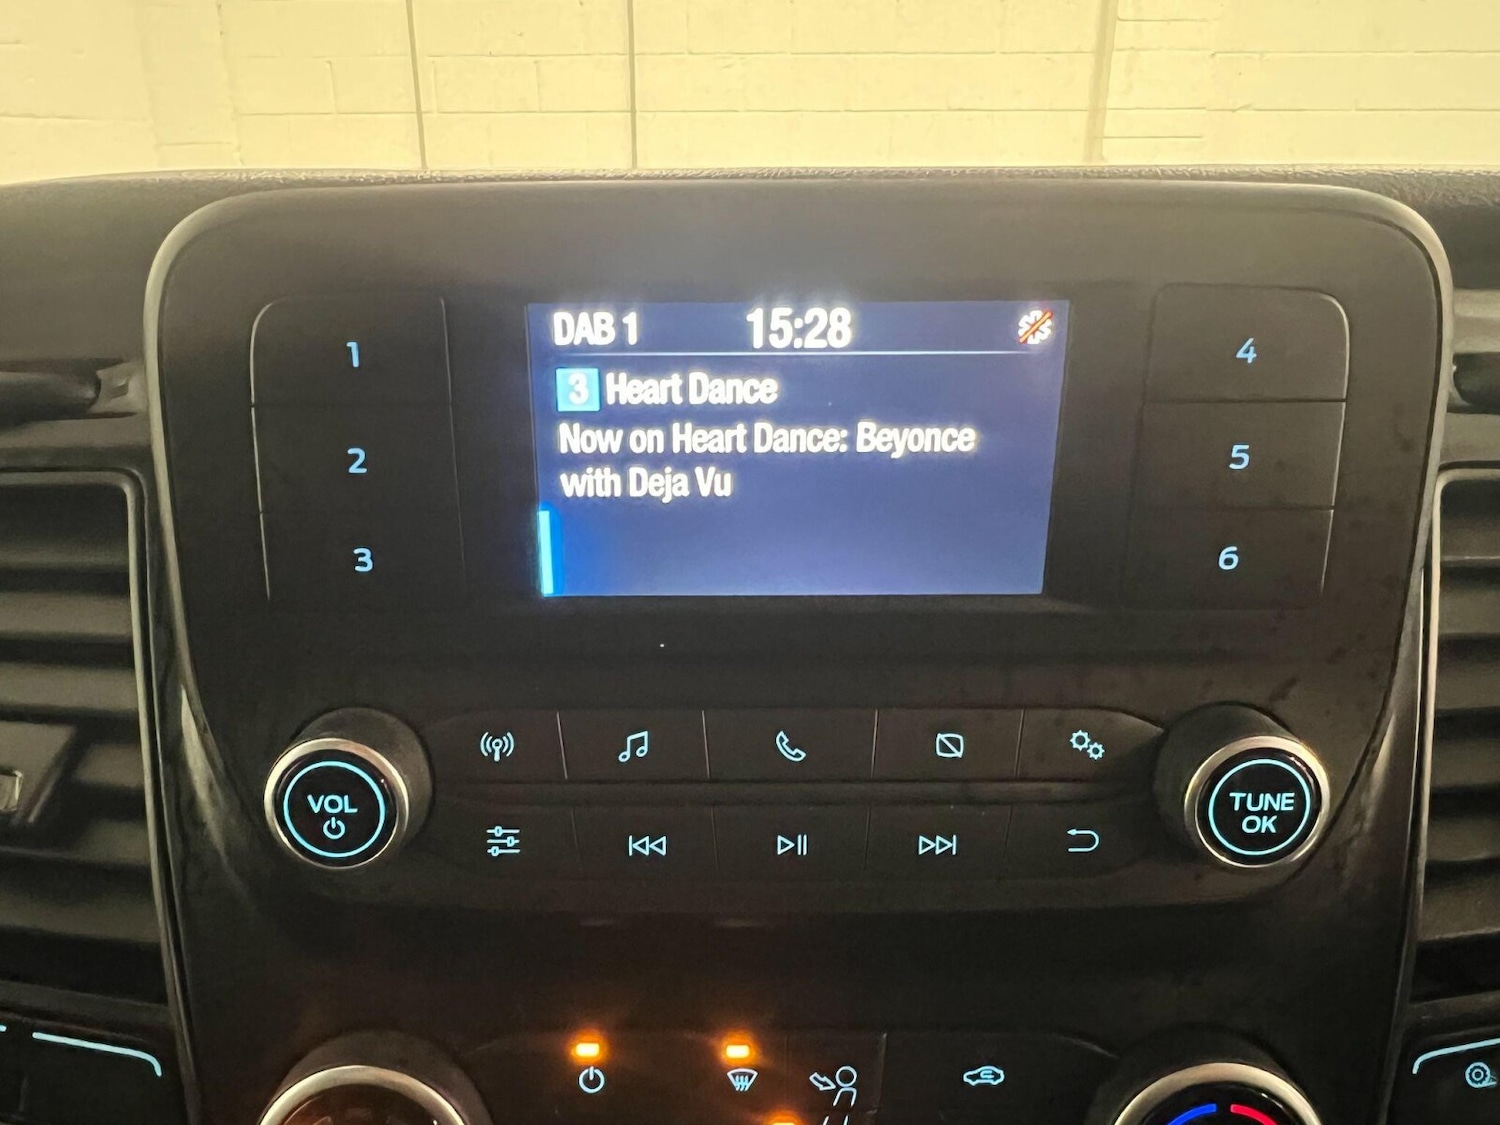 DAB 1 15:28
3 Heart Dance
Now on Heart Dance: Beyonce
with Deja Vu
1
2
3
4
5
6
VOL
TUNE
OK